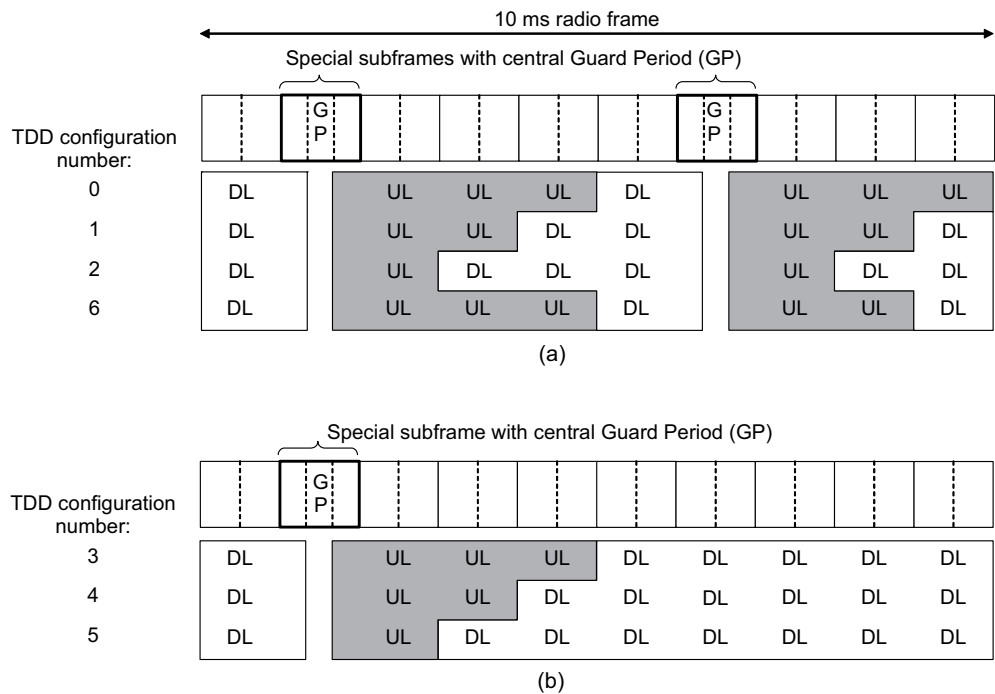 10 ms radio frame
Special subframes with central Guard Period (GP)
G G
P P
TDD configuration
number:
0 DL UL UL UL DL UL UL UL
1 DL UL UL DL DL UL UL DL
2 DL UL DL DL DL UL DL DL
6 DL UL UL UL DL UL UL DL
(a)
Special subframe with central Guard Period (GP)
G
P
TDD configuration
number:
3 DL UL UL UL DL DL DL DL DL
4 DL UL UL DL DL DL DL DL DL
5 DL UL DL DL DL DL DL DL DL
(b)